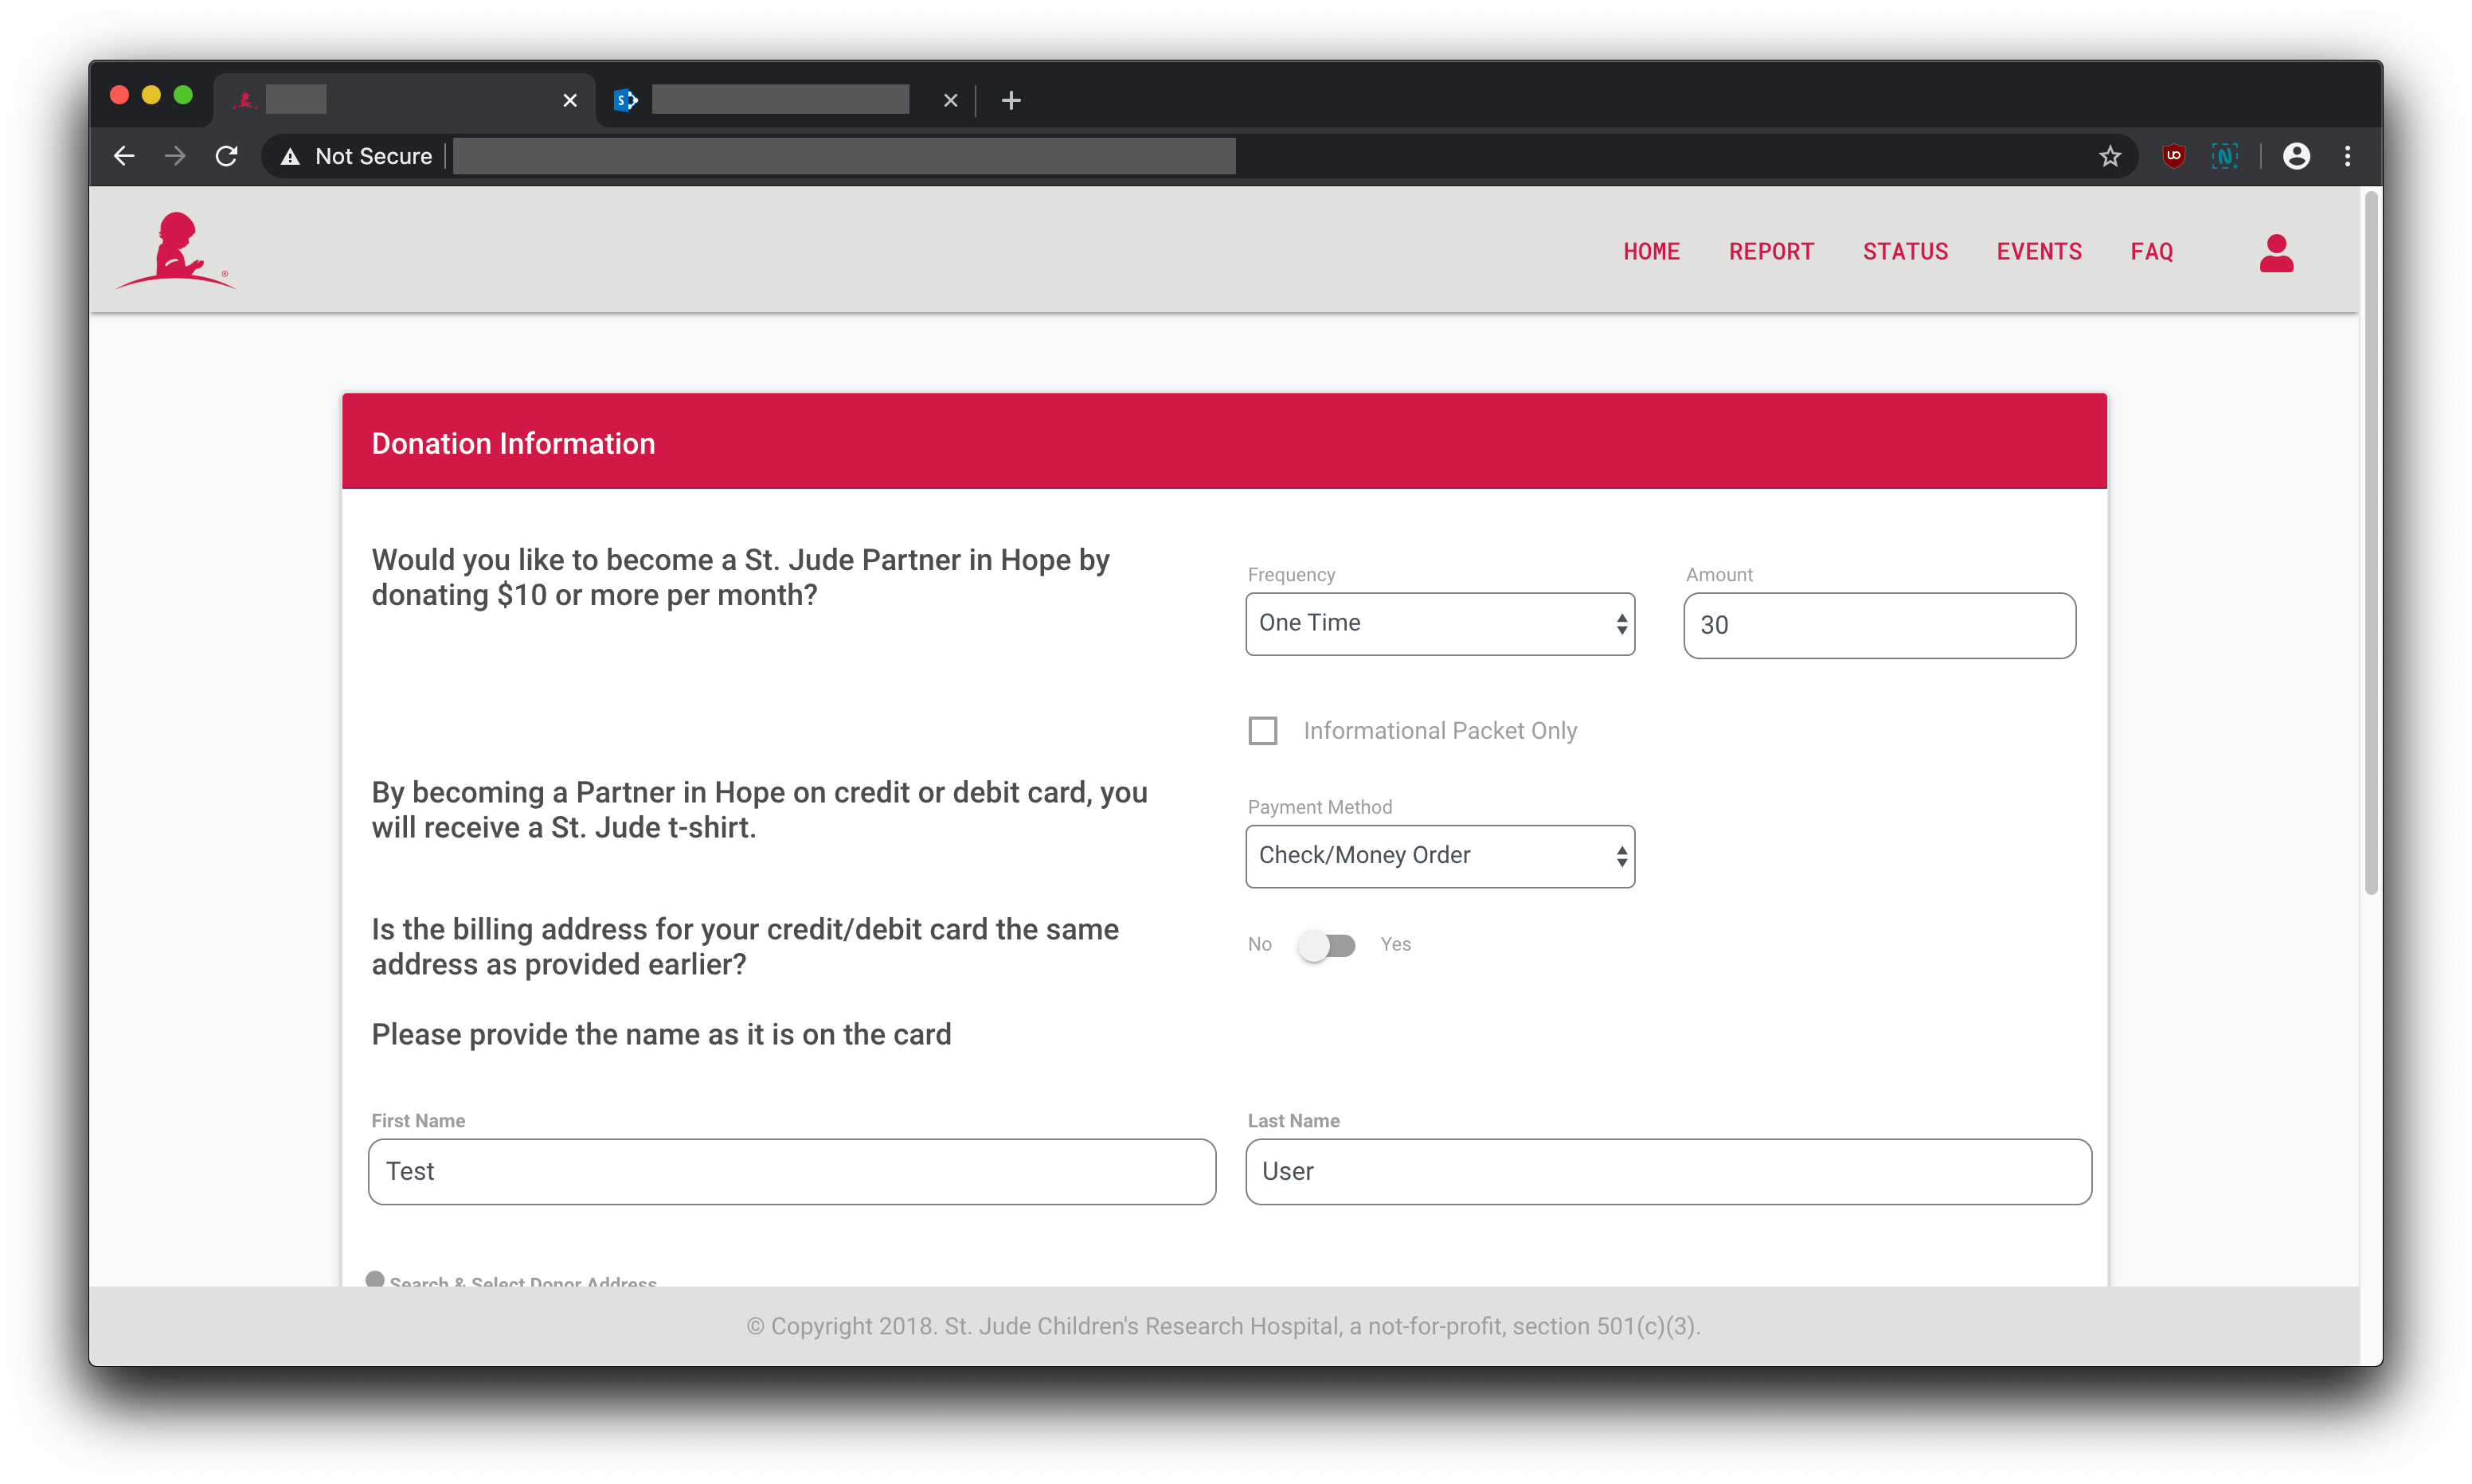 Not Secure
HOME REPORT STATUS EVENTS FAQ
®
Donation Information
Would you like to become a St. Jude Partner in Hope by
donating $10 or more per month?
Frequency
Amount
One Time
30
Informational Packet Only
By becoming a Partner in Hope on credit or debit card, you
will receive a St. Jude t-shirt.
Payment Method
Check/Money Order
Is the billing address for your credit/debit card the same
address as provided earlier?
No Yes
Please provide the name as it is on the card
First Name
Last Name
Test
User
Search & Select Donor Address
© Copyright 2018. St. Jude Children's Research Hospital, a not-for-profit, section 501(c)(3).